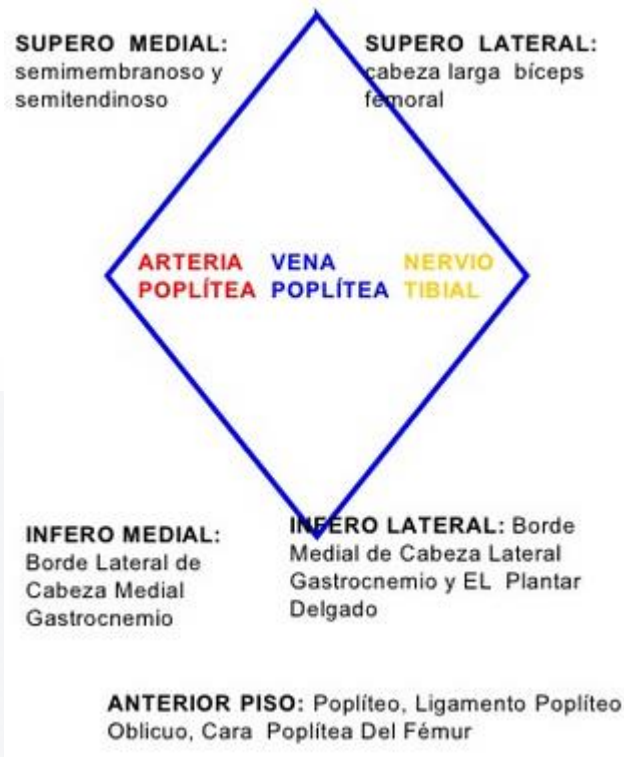 SUPERO MEDIAL:
semimembranoso y
semitendinoso
SUPERO LATERAL:
cabeza larga bíceps
femoral
ARTERIA
POPLÍTEA
VENA
POPLÍTEA
NERVIO
TIBIAL
INFERO MEDIAL:
Borde Lateral de
Cabeza Medial
Gastrocnemio
INFERO LATERAL: Borde
Medial de Cabeza Lateral
Gastrocnemio y EL Plantar
Delgado
ANTERIOR PISO: Poplíteo, Ligamento Poplíteo
Oblicuo, Cara Poplítea Del Fémur